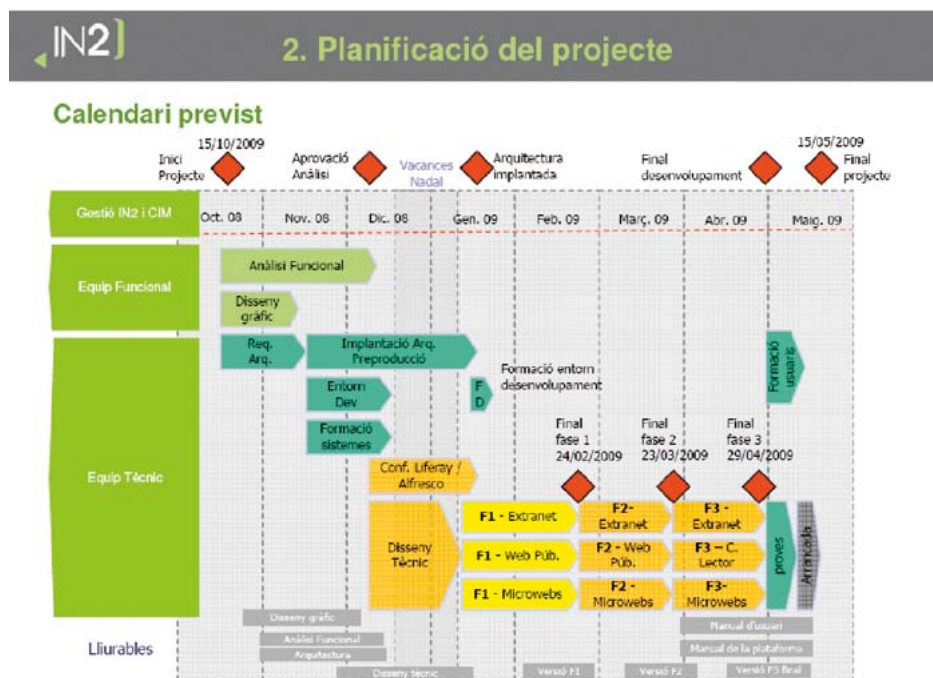 IN2
2. Planificació del projecte
Calendari previst
15/10/2009
Inici
Projecte
Aprovació
Anàlisi
Vacances
Nadal
Arquitectura
implantada
Final
desenvolupament
15/05/2009
Final
projecte
Gestió IN2 i CIM
Oct. 08
Nov. 08
Dic. 08
Gen. 09
Feb. 09
Març. 09
Abr. 09
Maig. 09
Equip Funcional
Anàlisi Funcional
Disseny
gràfic
Equip Tècnic
Req.
Arq.
Implantació Arq.
Preproducció
Formació
usuaris
Entorn
Dev
F
D
Formació entorn
desenvolupament
Formació
sistemes
Final
fase 1
24/02/2009
Final
fase 2
23/03/2009
Final
fase 3
29/04/2009
Conf. Liferay /
Alfresco
Disseny
Tècnic
F1 - Extranet
F2-
Extranet
F3 -
Extranet
F1 - Web Púb.
F2 - Web
Púb.
F3 – C.
Lector
F1 - Microwebs
F2 -
Microwebs
F3-
Microwebs
proves
Arrancada
Lliurables
Disseny gràfic
Anàlisi Funcional
Arquitectura
Disseny tècnic
Versió F1
Versió F2
Manual d'usuari
Manual de la plataforma
Versió F3 final